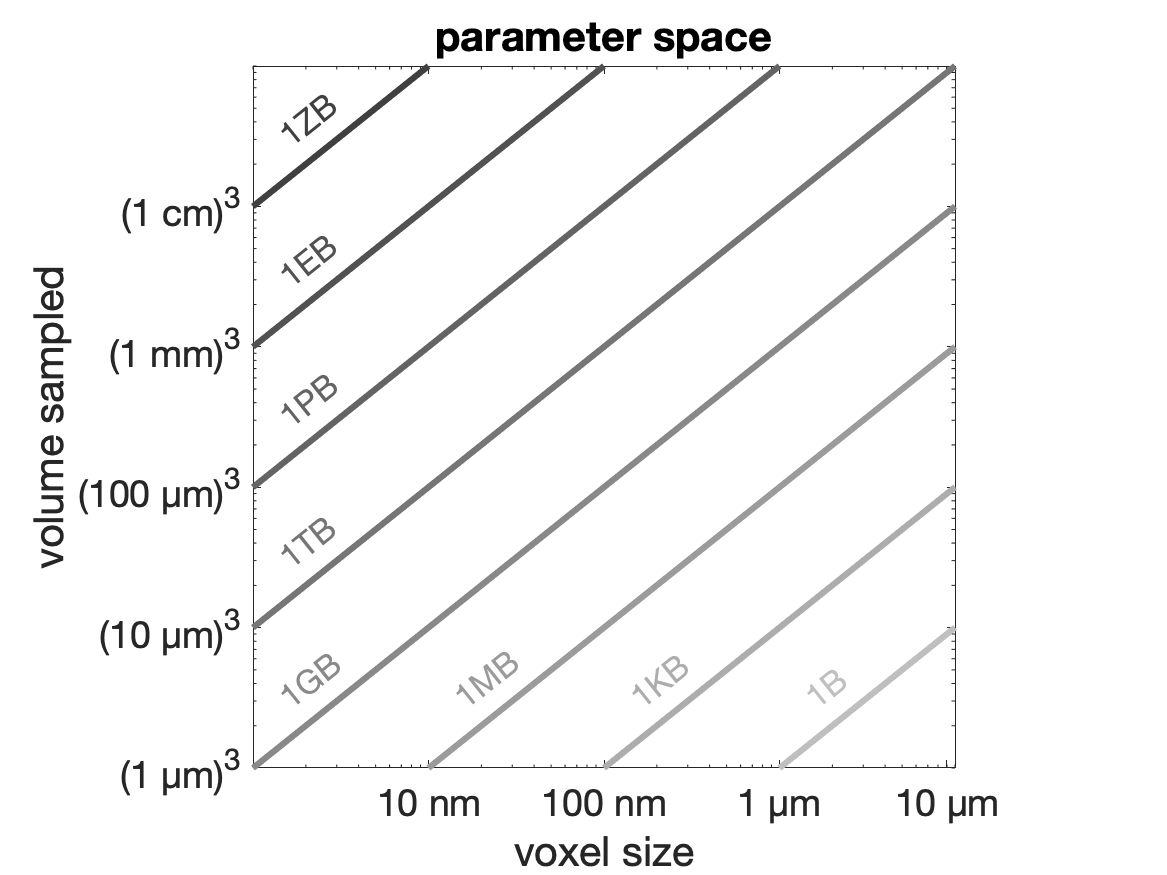 parameter space
1ZB
(1 cm)³
1EB
(1 mm)³
1PB
(100 µm)³
1TB
(10 µm)³
1GB
1MB
1KB
1B
(1 µm)³
volume sampled
10 nm
100 nm
1 µm
10 µm
voxel size